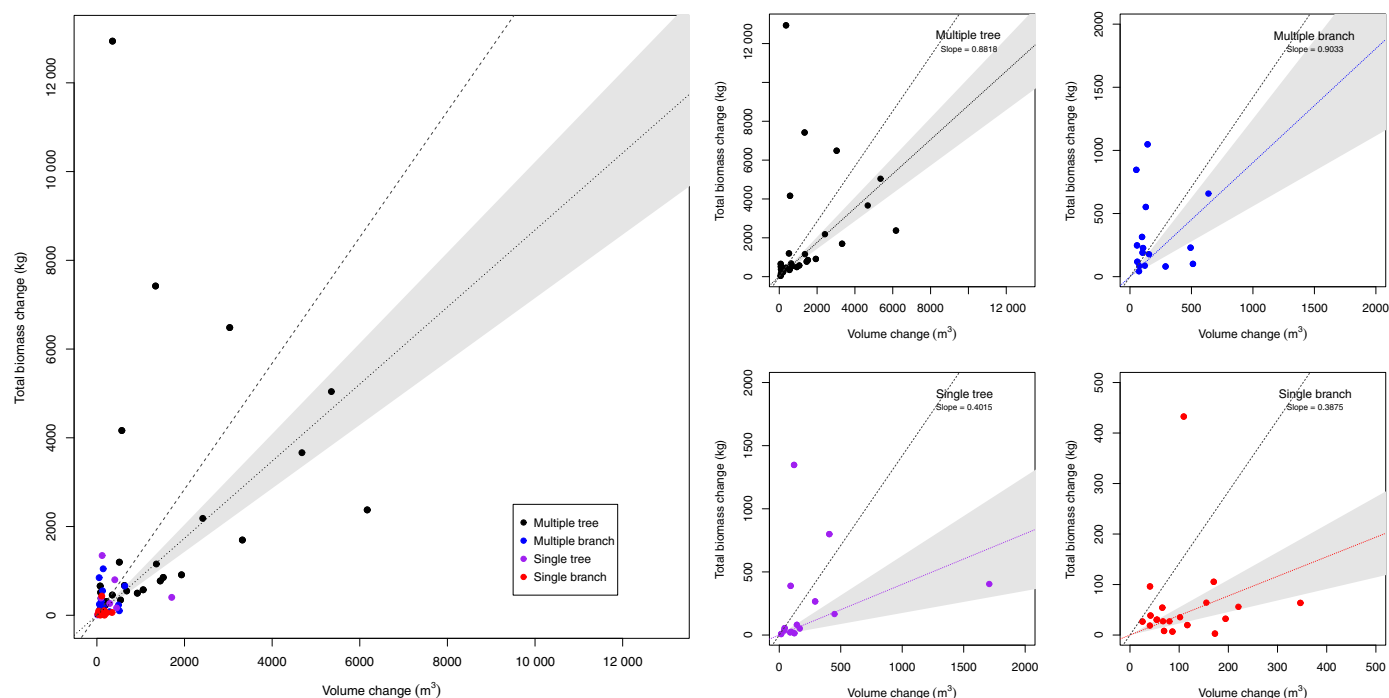 Total biomass change (kg)
0
2000
4000
6000
8000
10 000
12 000
0 2000 4000 6000 8000 10 000 12 000
Volume change (m³)
Multiple tree
Multiple branch
Single tree
Single branch
Multiple tree
Slope = 0.8818
Total biomass change (kg)
0 2000 4000 6000 8000 10 000 12 000
0 2000 4000 6000 8000 10 000 12 000
Volume change (m³)
Multiple branch
Slope = 0.9033
Total biomass change (kg)
0 500 1000 1500 2000
0 500 1000 1500 2000
Volume change (m³)
Single tree
Slope = 0.4015
Total biomass change (kg)
0 500 1000 1500 2000
0 500 1000 1500 2000
Volume change (m³)
Single branch
Slope = 0.3875
Total biomass change (kg)
0 100 200 300 400 500
0 100 200 300 400 500
Volume change (m³)